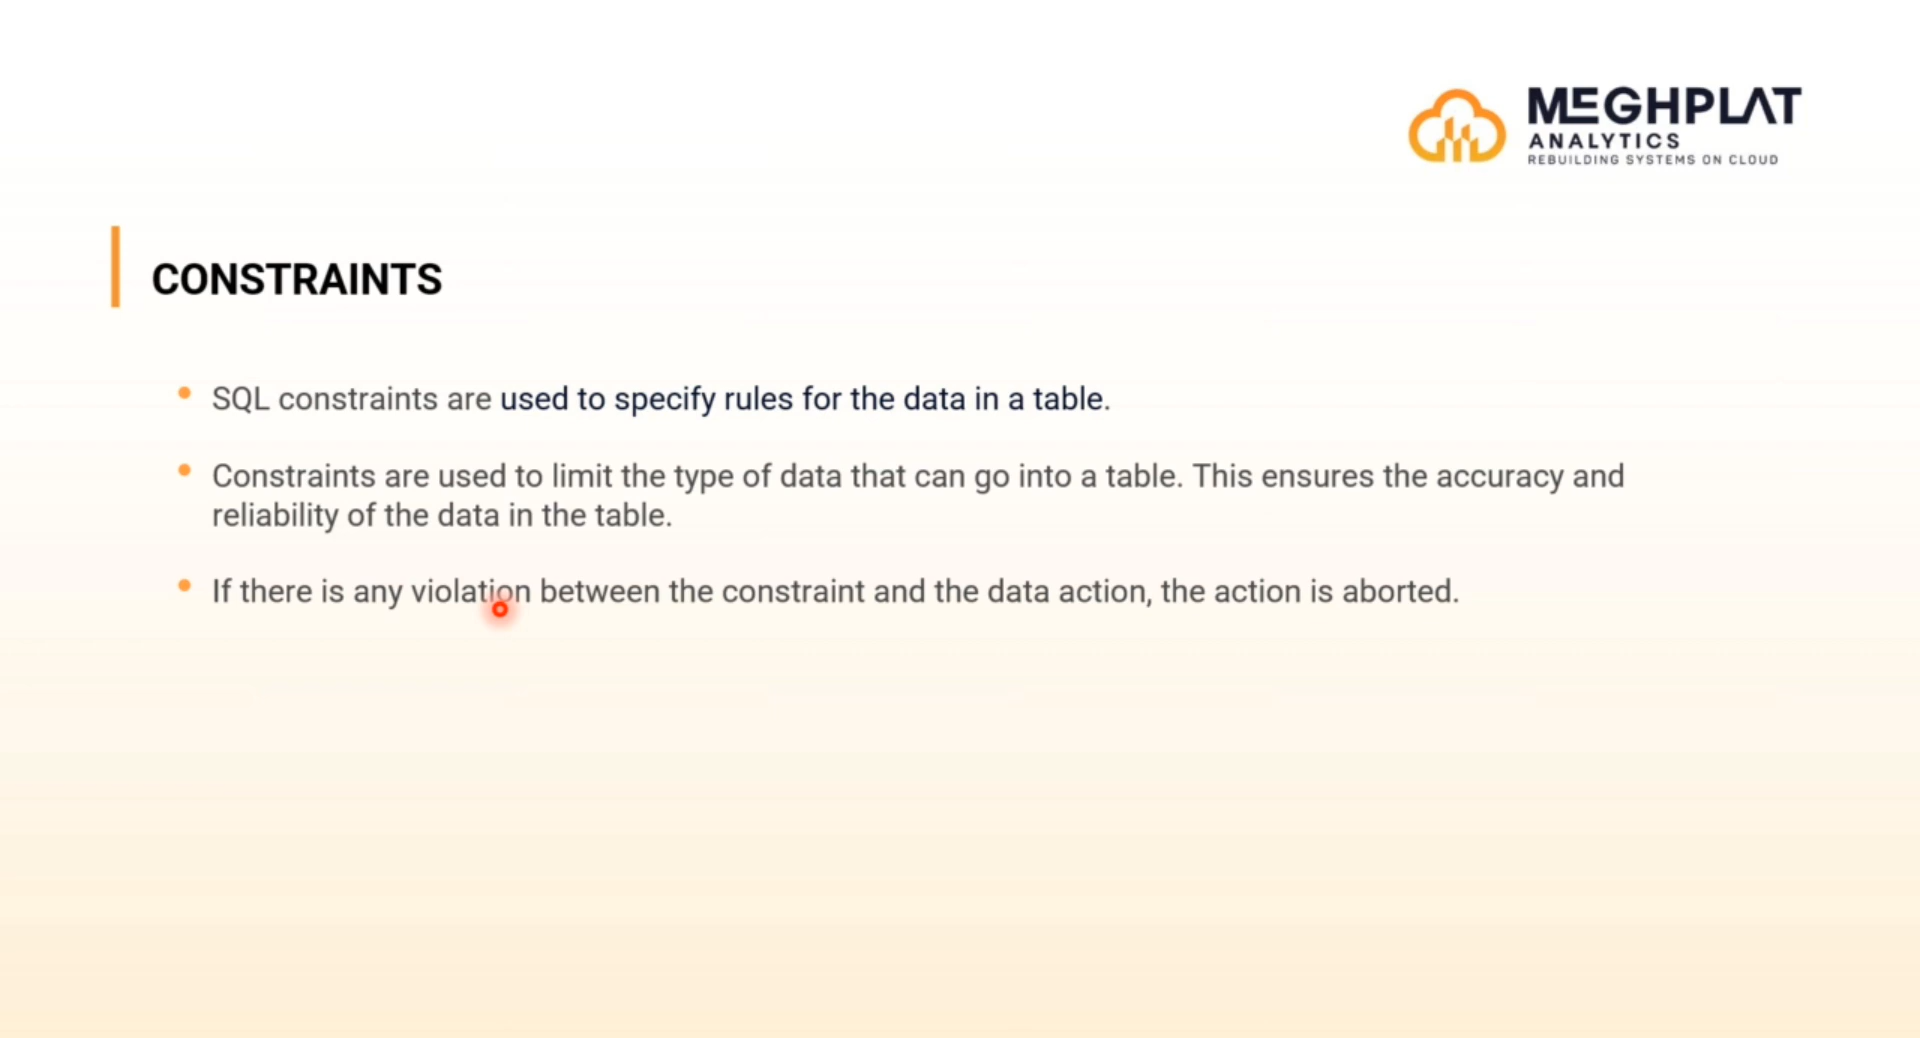 MEGHPLAT
ANALYTICS
REBUILDING SYSTEMS ON CLOUD
CONSTRAINTS
SQL constraints are used to specify rules for the data in a table.
Constraints are used to limit the type of data that can go into a table. This ensures the accuracy and
reliability of the data in the table.
If there is any violation between the constraint and the data action, the action is aborted.